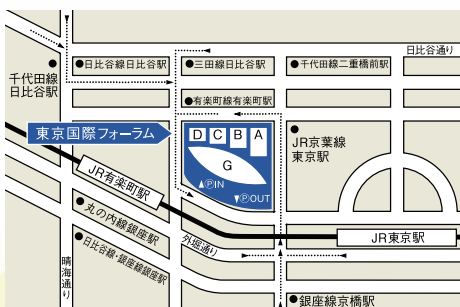 日比谷通り
日比谷線日比谷駅
三田線日比谷駅
千代田線二重橋前駅
千代田線
日比谷駅
有楽町線有楽町駅
東京国際フォーラム
D
C
B
A
G
▲ⓅIN
▼ⓅOUT
JR京葉線
東京駅
JR有楽町駅
丸の内線銀座駅
日比谷線・銀座線銀座駅
外堀通り
JR東京駅
晴海通り
銀座線京橋駅